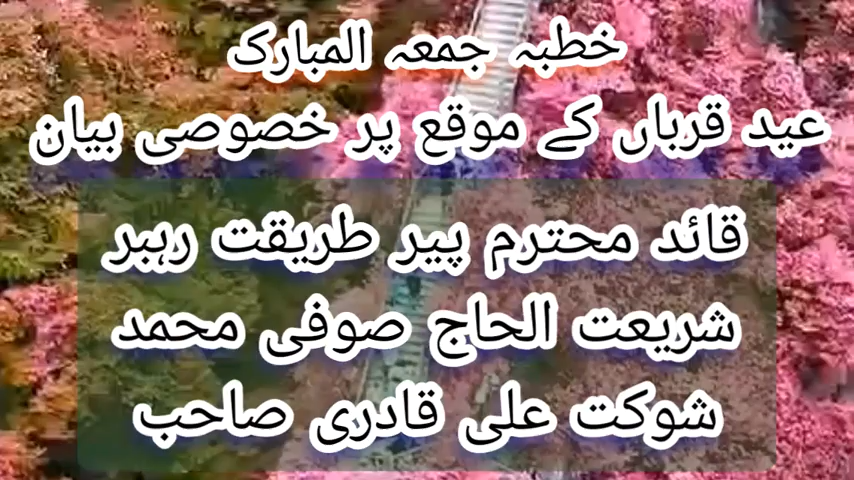 خطبہ جمعہ المبارک
عید قرباں کے موقع پر خصوصی بیان
قائد محترم پیر طریقت رہبر
شریعت الحاج صوفی محمد
شوکت علی قادری صاحب